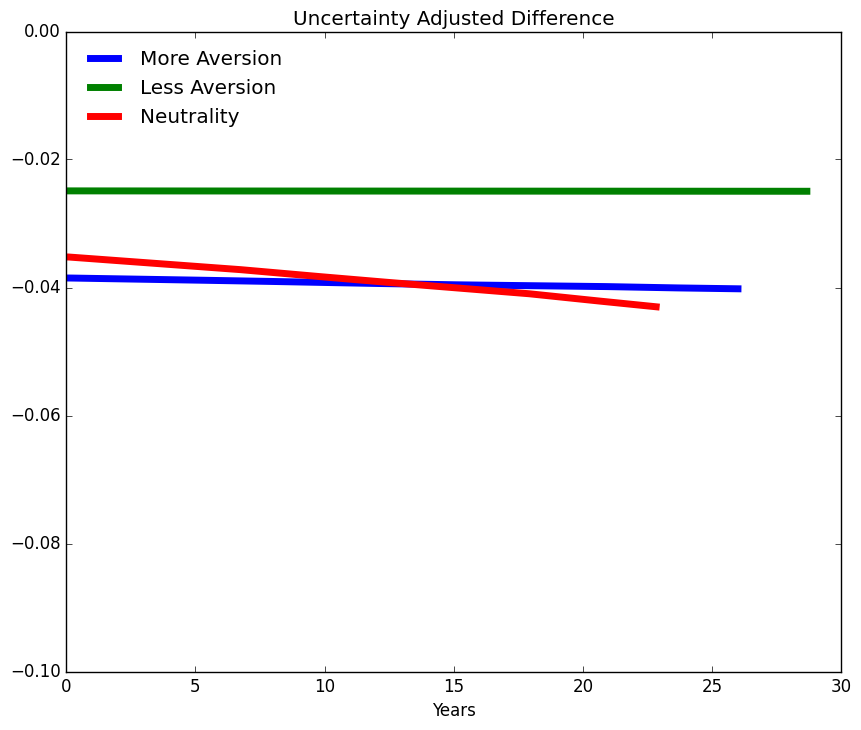 Uncertainty Adjusted Difference
0.00
More Aversion
Less Aversion
Neutrality
−0.02
−0.04
−0.06
−0.08
−0.10
0 5 10 15 20 25 30
Years